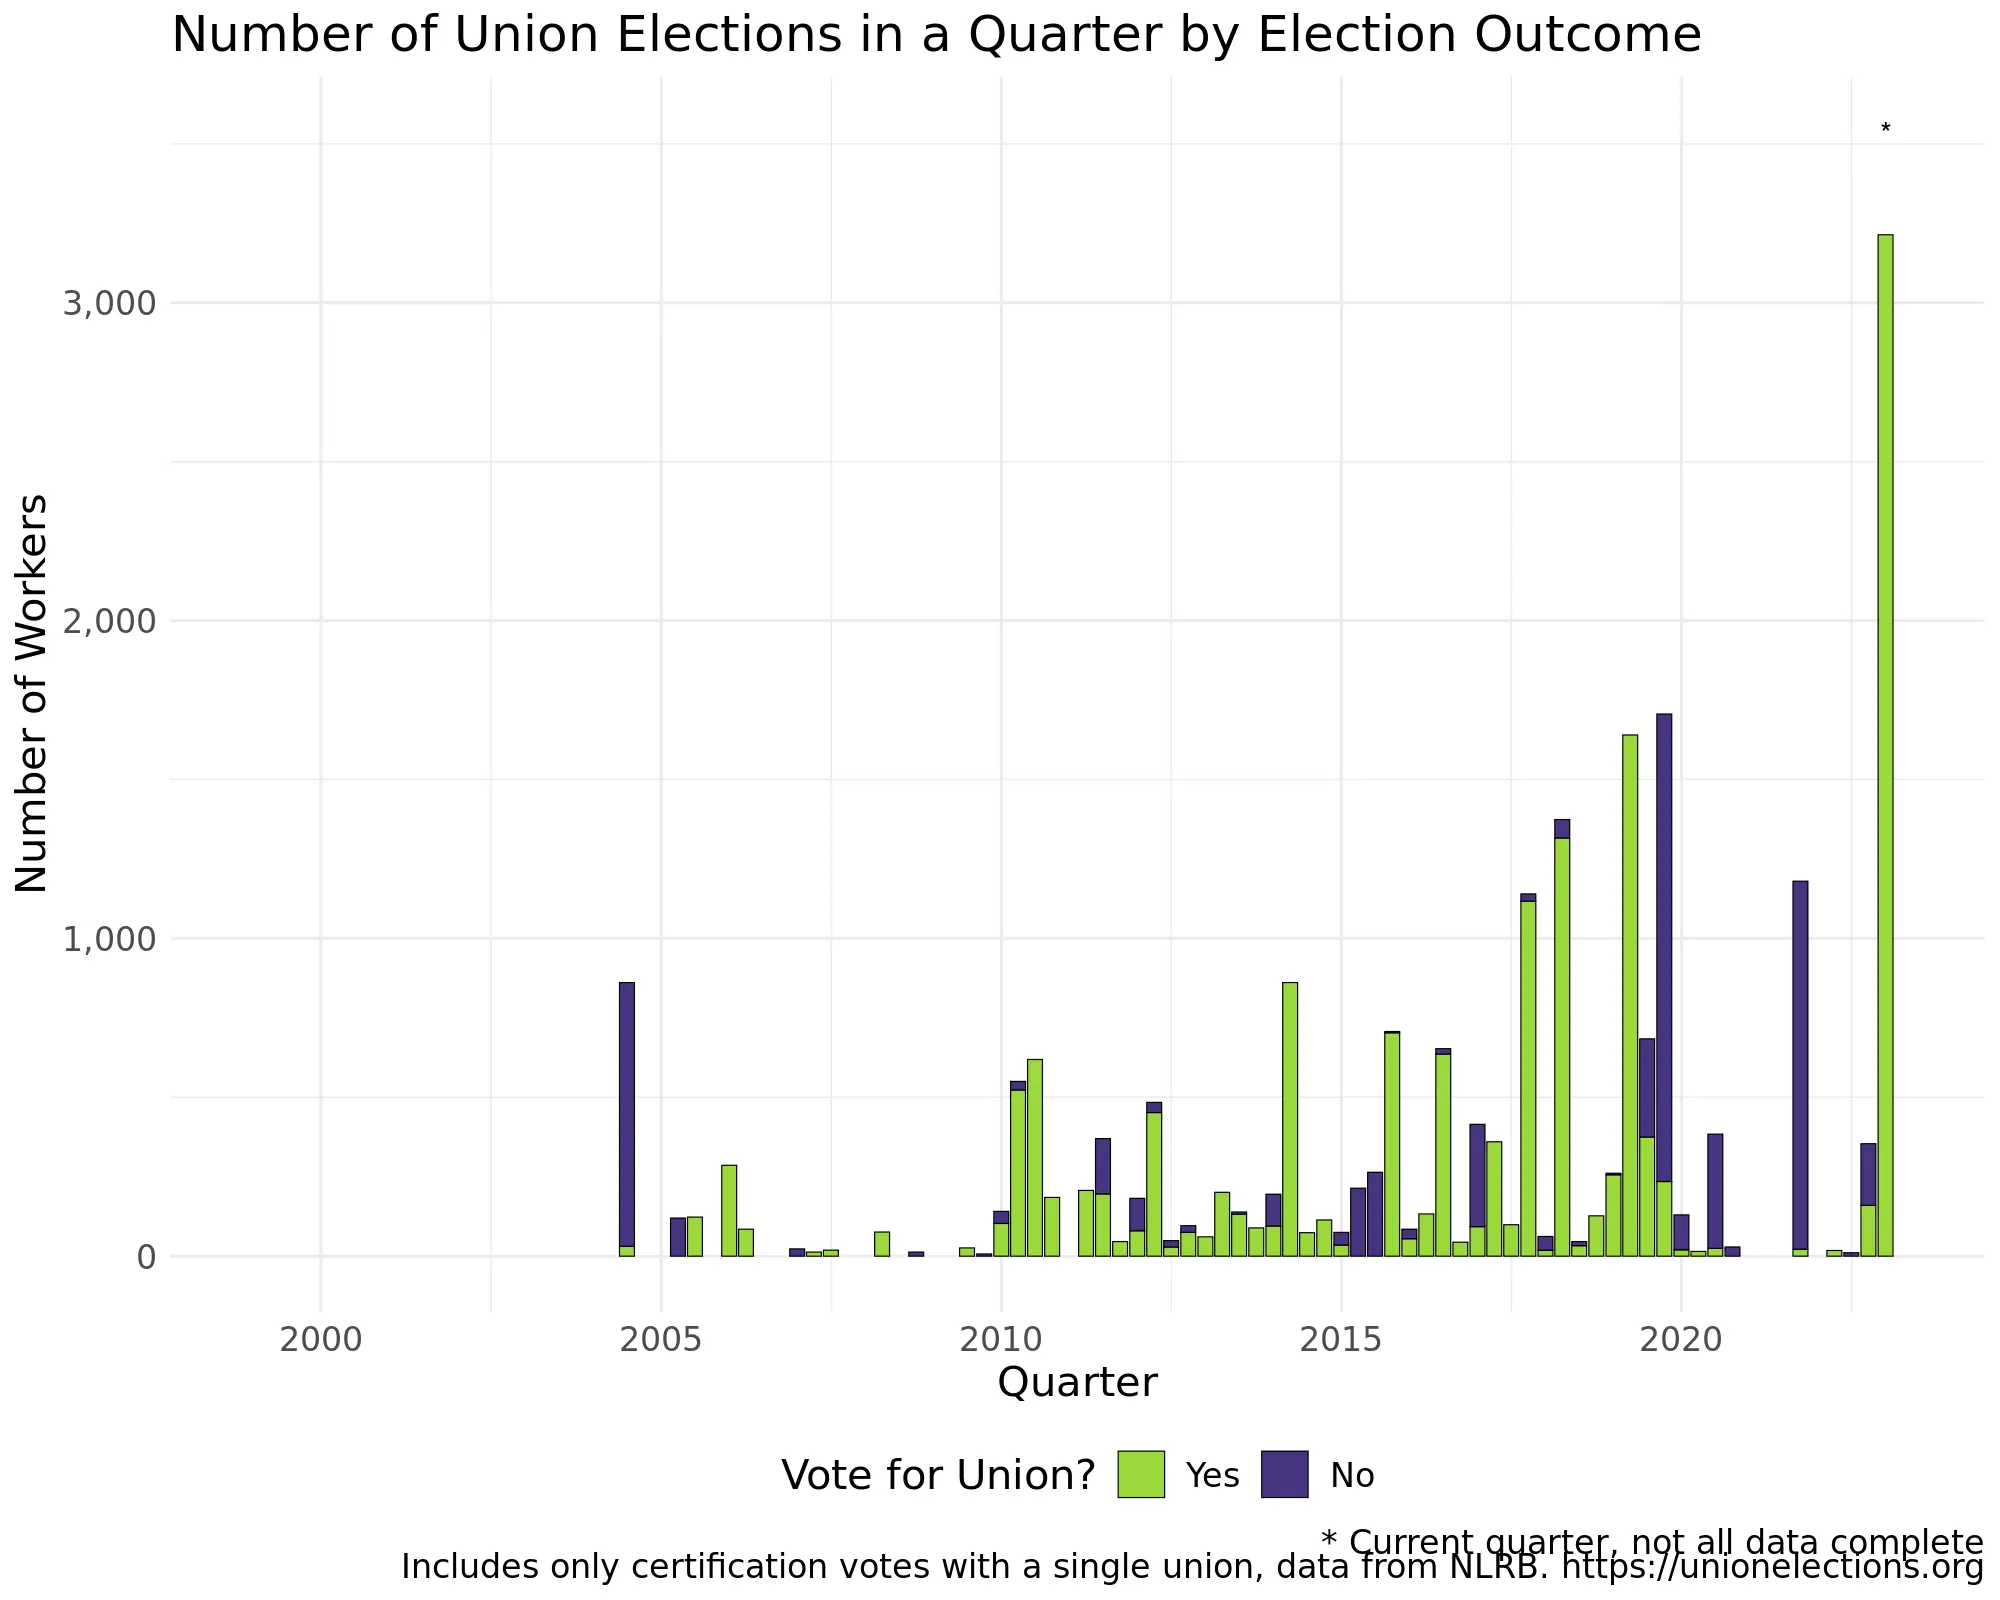 Number of Union Elections in a Quarter by Election Outcome
*
3,000
2,000
1,000
0
Number of Workers
2000 2005 2010 2015 2020
Quarter
Vote for Union? Yes No
* Current quarter, not all data complete
Includes only certification votes with a single union, data from NLRB. https://unionelections.org